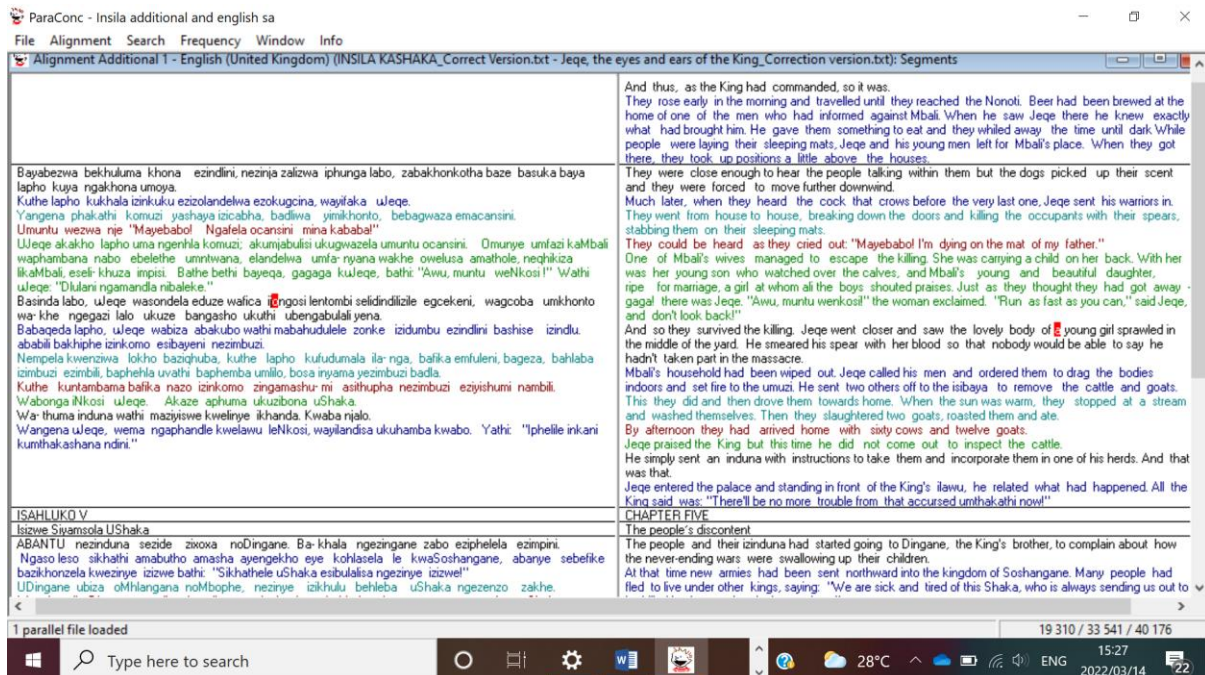 ParaConc - Insila additional and english sa
File Alignment Search Frequency Window Info
Alignment Additional 1 - English (United Kingdom) (INSILA KASHAKA_Correct Version.txt - Jeqe, the eyes and ears of the King_Correction version.txt): Segments
Bayabezwa bekhuluma khona ezindlini, nezinja zalizwa iphunga labo, zabakhonkotha baze basuka baya
lapho kuya ngakhona umoya.
Kuthe lapho kukhala izinkuku ezizolandelwa ezokugcina, wayifaka uJeqe.
Yangena phakathi komuzi yashaya izicabha, badliwa yimikhonto, bebagwaza emacansini.
Umuntu wezwa nje "Mayebabo! Ngafela ocansini mina kababa!"
UJeqe akakho lapho uma ngenhla komuzi; akumjabulisi ukugwazela umuntu ocansini. Omunye umfazi kaMbali
waphambana nabo ebelethe umntwana, elandelwa umfa- nyana wakhe owelusa amathole, neqhikiza
likaMbali, eseli- khuza impisi. Bathe bethi bayeqa, gagaga kuJeqe, bathi: "Awu, muntu weNkosi!" Wathi
uJeqe: "Dlulani ngamandla nibaleke."
Basinda labo, uJeqe wasondela eduze wafica irongosi lentombi selidindilizile egcekeni, wagcoba umkhonto
wa- khe ngegazi lalo ukuze bangasho ukuthi ubengabulali yena.
Babaqeda lapho, uJeqe wabiza abakubo wathi mabahudulele zonke izidumbu ezindlini bashise izindlu.
ababili bakhiphe izinkomo esibayeni nezimbuzi.
Nempela kwenziwa lokho baziqhuba, kuthe lapho kufudumala ila- nga, bafika emfuleni, bageza, bahlaba
izimbuzi ezimbili, baphehla uvathi baphemba umlilo, bosa inyama yezimbuzi badla.
Kuthe kuntambama bafika nazo izinkomo zingamashu- mi asithupha nezimbuzi eziyishumi nambili.
Wabonga iNkosi uJeqe. Akaze aphuma ukuzibona uShaka.
Wa- thuma induna wathi maziyiswe kwelinye ikhanda. Kwaba njalo.
Wangena uJeqe, wema ngaphandle kwelawu leNkosi, wayilandisa ukuhamba kwabo. Yathi: "Iphelile inkani
kumthakashana ndini."
ISAHLUKO V
Isizwe Siyamsola UShaka
ABANTU nezinduna sezide zixoxa noDingane. Ba- khala ngezingane zabo eziphelela ezimpini.
Ngaso leso sikhathi amabutho amasha ayengekho eye kohlasela le kwaSoshangane, abanye sebefike
bazikhonzela kwezinye izizwe bathi: "Sikhathele uShaka esibulalisa ngezinye izizwe!"
UDingane ubiza oMhlangana noMbophe, nezinye izikhulu behleba uShaka ngezenzo zakhe.
And thus, as the King had commanded, so it was.
They rose early in the morning and travelled until they reached the Nonoti. Beer had been brewed at the
home of one of the men who had informed against Mbali. When he saw Jeqe there he knew exactly
what had brought him. He gave them something to eat and they whiled away the time until dark While
people were laying their sleeping mats, Jeqe and his young men left for Mbali's place. When they got
there, they took up positions a little above the houses.
They were close enough to hear the people talking within them but the dogs picked up their scent
and they were forced to move further downwind.
Much later, when they heard the cock that crows before the very last one, Jeqe sent his warriors in.
They went from house to house, breaking down the doors and killing the occupants with their spears,
stabbing them on their sleeping mats.
They could be heard as they cried out: "Mayebabo! I'm dying on the mat of my father."
One of Mbali's wives managed to escape the killing. She was carrying a child on her back. With her
was her young son who watched over the calves, and Mbali's young and beautiful daughter,
ripe for marriage, a girl at whom ali the boys shouted praises. Just as they thought they had got away -
gaga! there was Jeqe. "Awu, muntu wenkosi!" the woman exclaimed. "Run as fast as you can," said Jeqe,
and don't look back!"
And so they survived the killing. Jeqe went closer and saw the lovely body of a young girl sprawled in
the middle of the yard. He smeared his spear with her blood so that nobody would be able to say he
hadn't taken part in the massacre.
Mbali's household had been wiped out. Jeqe called his men and ordered them to drag the bodies
indoors and set fire to the umuzi. He sent two others off to the isibaya to remove the cattle and goats.
This they did and then drove them towards home. When the sun was warm, they stopped at a stream
and washed themselves. Then they slaughtered two goats, roasted them and ate.
By afternoon they had arrived home with sixty cows and twelve goats.
Jeqe praised the King but this time he did not come out to inspect the cattle.
He simply sent an induna with instructions to take them and incorporate them in one of his herds. And that
was that.
Jeqe entered the palace and standing in front of the King's ilawu, he related what had happened. All the
King said was: "There'll be no more trouble from that accursed umthakathi now!"
CHAPTER FIVE
The people's discontent
The people and their izinduna had started going to Dingane, the King's brother, to complain about how
the never-ending wars were swallowing up their children.
At that time new armies had been sent northward into the kingdom of Soshangane. Many people had
fled to live under other kings, saying: "We are sick and tired of this Shaka, who is always sending us out to
1 parallel file loaded
19 310 / 33 541 / 40 176
Type here to search
28°C
ENG
15:27
2022/03/14
22